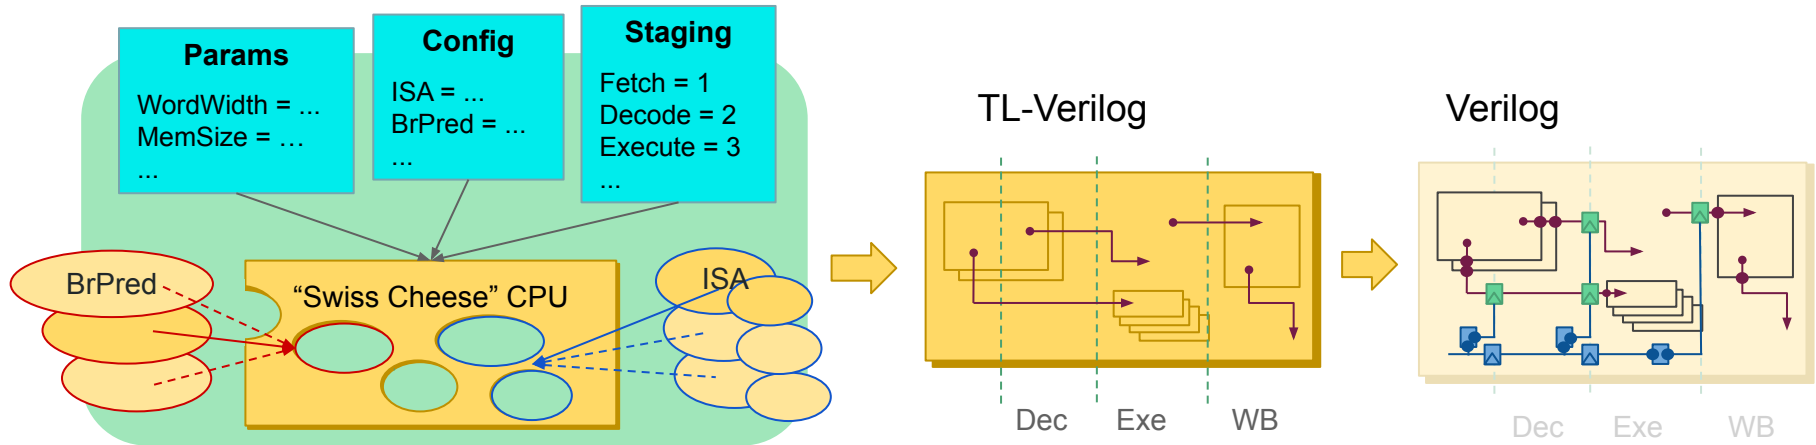 Params
WordWidth = ...
MemSize = ...
...
Config
ISA = ...
BrPred = ...
...
Staging
Fetch = 1
Decode = 2
Execute = 3
...
BrPred
“Swiss Cheese” CPU
ISA
TL-Verilog
Dec Exe WB
Verilog
Dec Exe WB